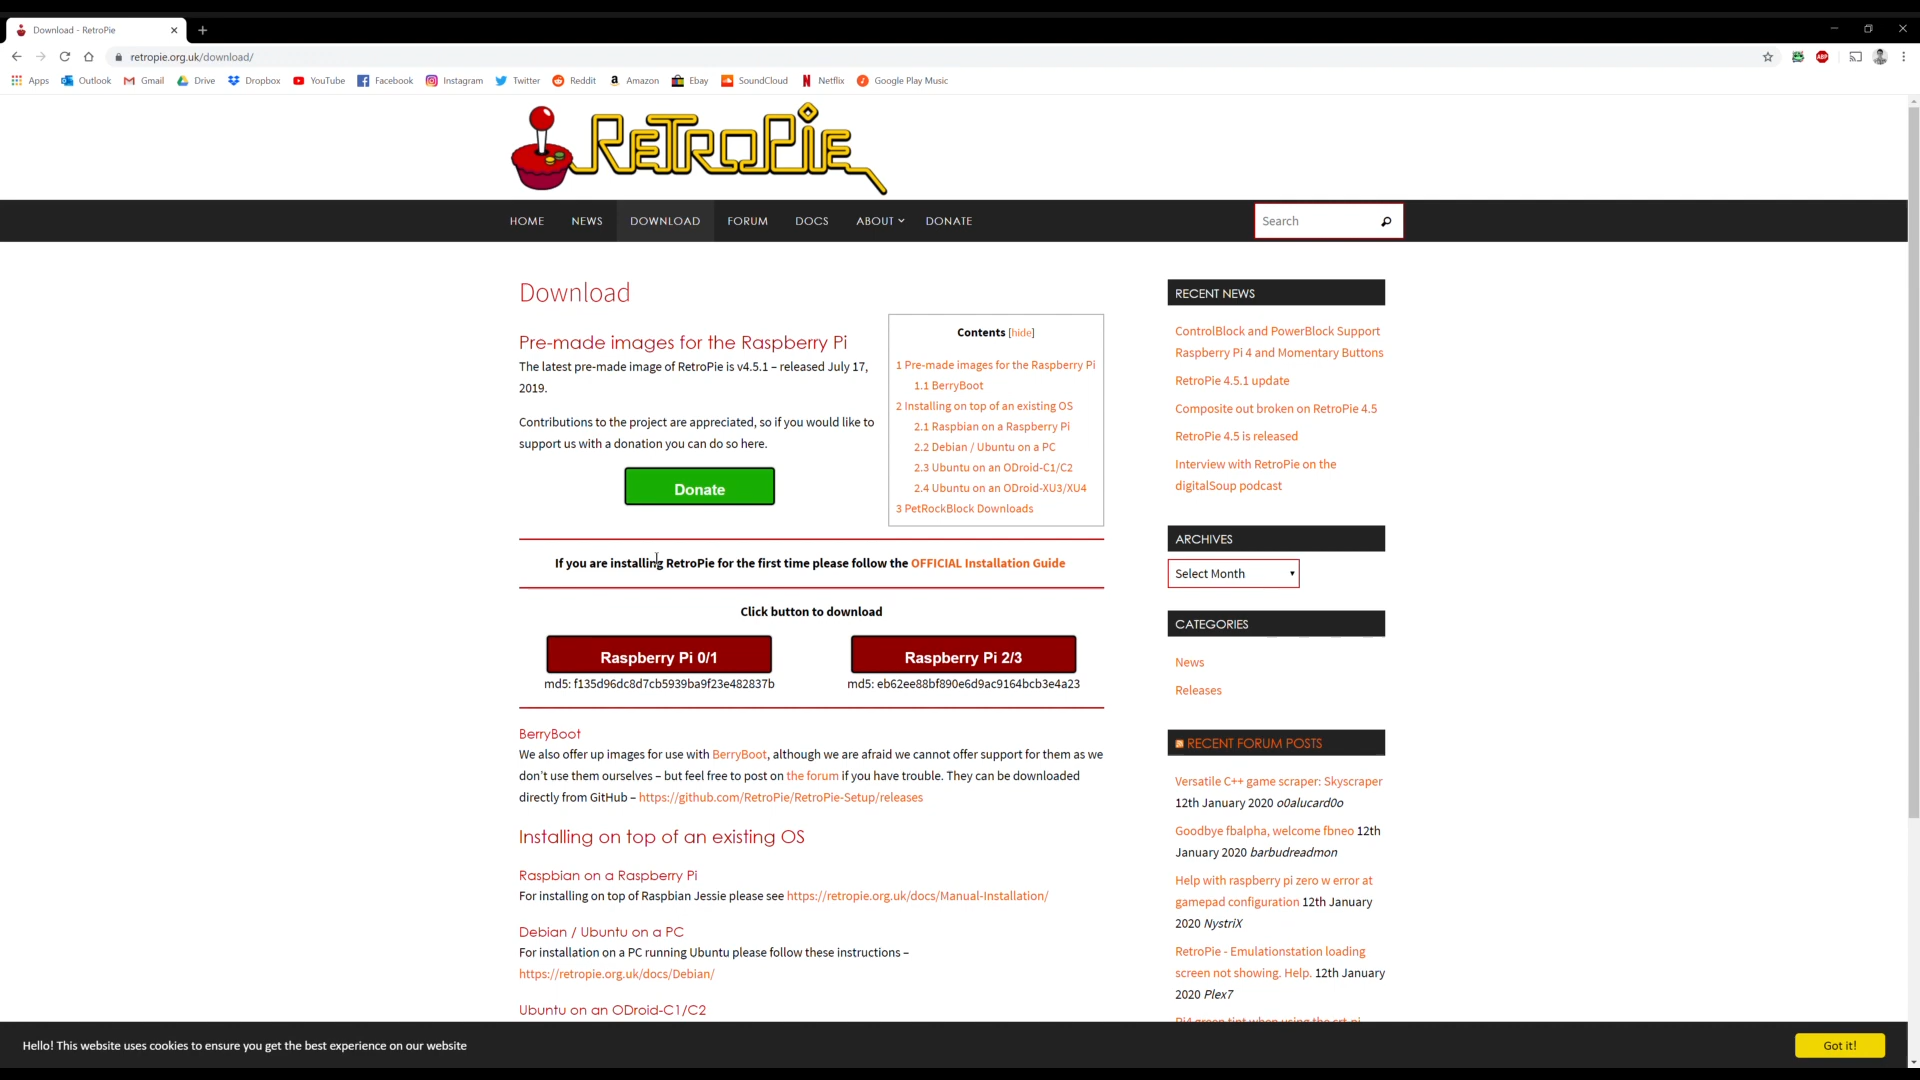 Download - RetroPie
retropie.org.uk/download/
Apps Outlook Gmail Drive Dropbox YouTube Facebook Instagram Twitter Reddit Amazon Ebay SoundCloud Netflix Google Play Music
ABP
RETROPIE
HOME NEWS DOWNLOAD FORUM DOCS ABOUT DONATE
Search
Download
Pre-made images for the Raspberry Pi
The latest pre-made image of RetroPie is v4.5.1 – released July 17,
2019.
Contributions to the project are appreciated, so if you would like to
support us with a donation you can do so here.
Donate
Contents [hide]
1 Pre-made images for the Raspberry Pi
1.1 BerryBoot
2 Installing on top of an existing OS
2.1 Raspbian on a Raspberry Pi
2.2 Debian / Ubuntu on a PC
2.3 Ubuntu on an ODroid-C1/C2
2.4 Ubuntu on an ODroid-XU3/XU4
3 PetRockBlock Downloads
If you are installing RetroPie for the first time please follow the OFFICIAL Installation Guide
Click button to download
Raspberry Pi 0/1
md5: f135d96dc8d7cb5939ba9f23e482837b
Raspberry Pi 2/3
md5: eb62ee88bf890e6d9ac9164bcb3e4a23
BerryBoot
We also offer up images for use with BerryBoot, although we are afraid we cannot offer support for them as we
don't use them ourselves – but feel free to post on the forum if you have trouble. They can be downloaded
directly from GitHub – https://github.com/RetroPie/RetroPie-Setup/releases
Installing on top of an existing OS
Raspbian on a Raspberry Pi
For installing on top of Raspbian Jessie please see https://retropie.org.uk/docs/Manual-Installation/
Debian / Ubuntu on a PC
For installation on a PC running Ubuntu please follow these instructions –
https://retropie.org.uk/docs/Debian/
Ubuntu on an ODroid-C1/C2
RECENT NEWS
ControlBlock and PowerBlock Support
Raspberry Pi 4 and Momentary Buttons
RetroPie 4.5.1 update
Composite out broken on RetroPie 4.5
RetroPie 4.5 is released
Interview with RetroPie on the
digitalSoup podcast
ARCHIVES
Select Month
CATEGORIES
News
Releases
RECENT FORUM POSTS
Versatile C++ game scraper: Skyscraper
12th January 2020 o0alucard0o
Goodbye fbalpha, welcome fbneo 12th
January 2020 barbudreadmon
Help with raspberry pi zero w error at
gamepad configuration 12th January
2020 NystriX
RetroPie - Emulationstation loading
screen not showing. Help. 12th January
2020 Plex7
Pi4 green tint when using the crt-pi
Hello! This website uses cookies to ensure you get the best experience on our website
Got it!